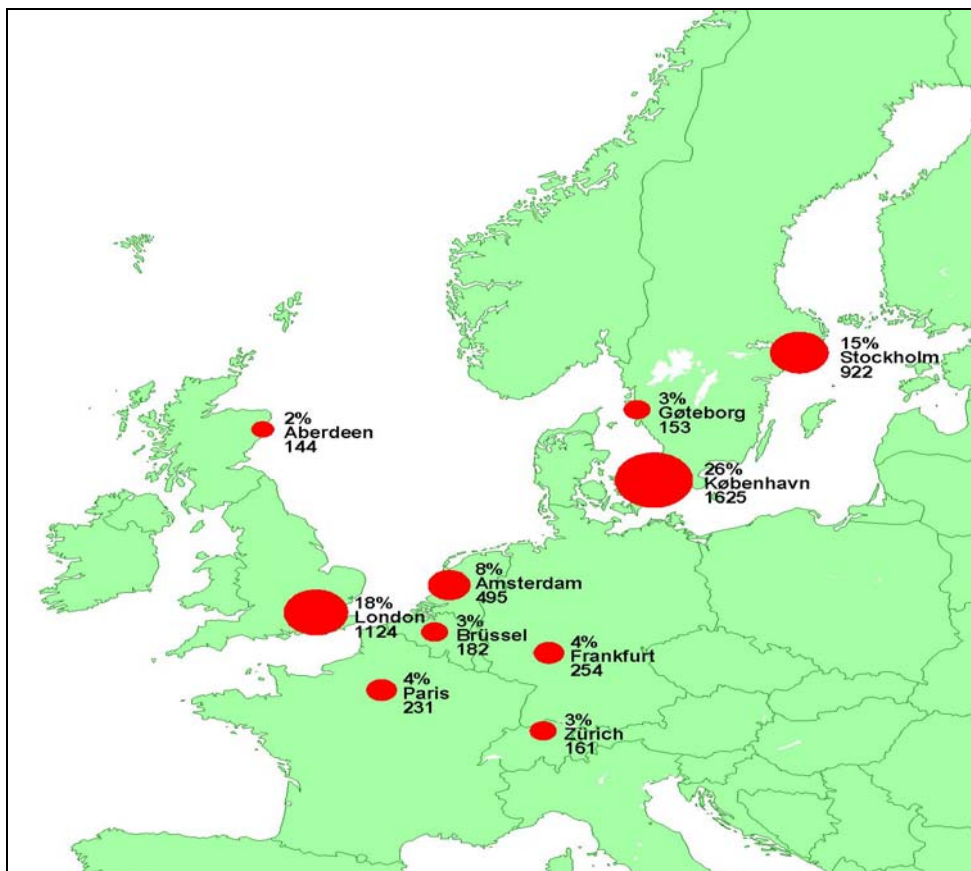 15%
Stockholm
922
3%
Gøteborg
153
2%
Aberdeen
144
26%
København
1625
8%
Amsterdam
495
18%
London
1124
3%
Brüssel
182
4%
Frankfurt
254
4%
Paris
231
3%
Zürich
161